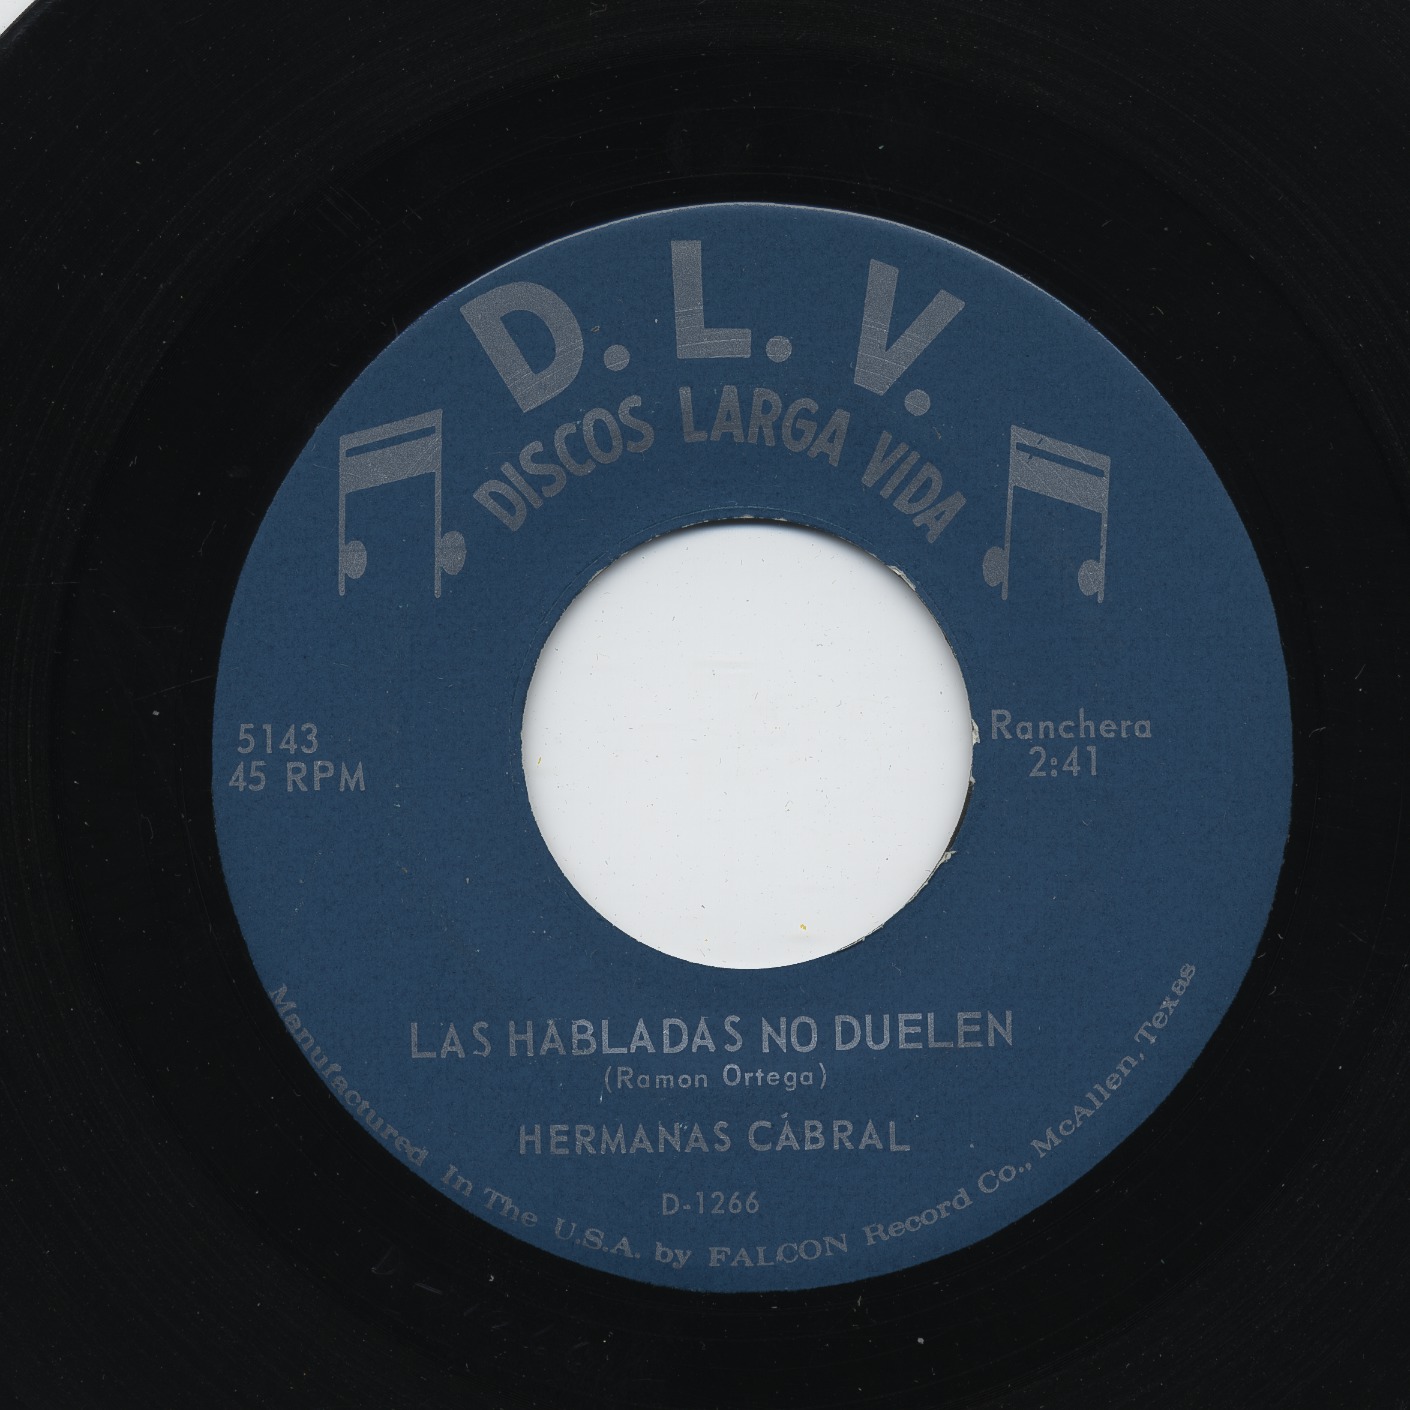 D. L. V.
DISCOS LARGA VIDA
5143
45 RPM
Ranchera
2:41
LAS HABLADAS NO DUELEN
(Ramon Ortega)
HERMANAS CABRAL
D-1266
Manufactured In The U.S.A. by FALCON Record Co., McAllen, Texas